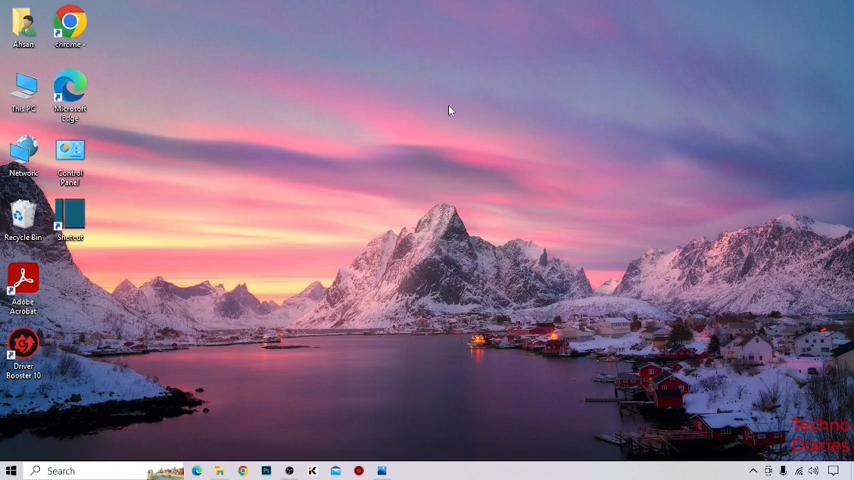 Ahsan
chrome -
This PC
Microsoft
Edge
Network
Control
Panel
Recycle Bin
Shotcut
Adobe
Acrobat
Driver
Booster 10
Techno
Diaries
Search